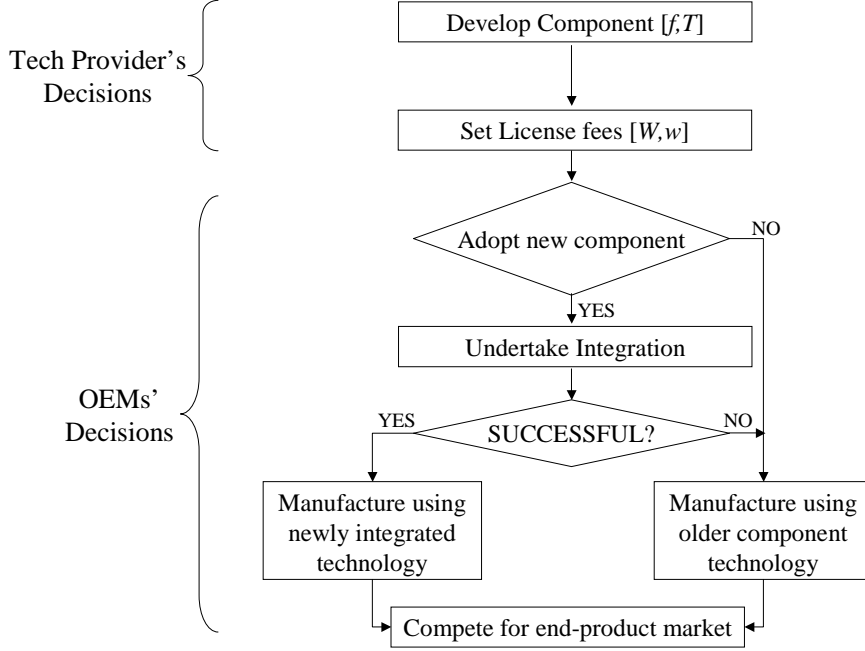 Develop Component [f,T]
Tech Provider's
Decisions
Set License fees [W,w]
Adopt new component
NO
YES
Undertake Integration
OEMs'
Decisions
YES
SUCCESSFUL?
NO
Manufacture using
newly integrated
technology
Manufacture using
older component
technology
Compete for end-product market